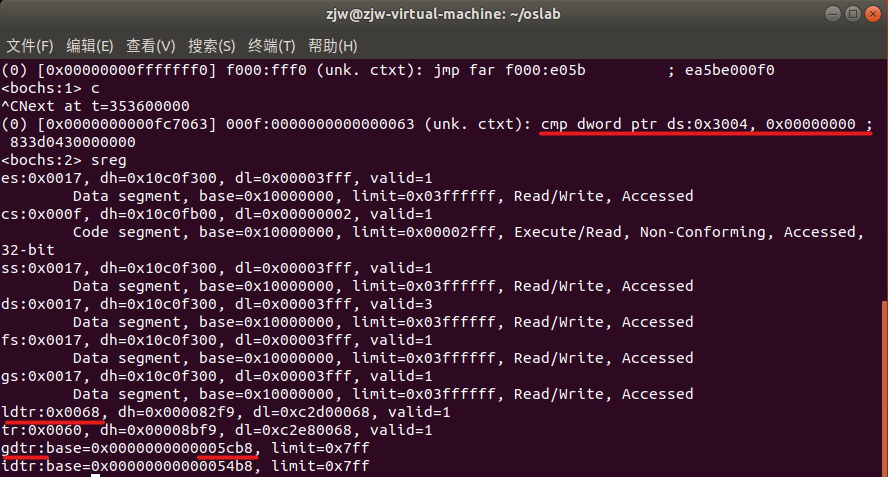 zjw@zjw-virtual-machine: ~/oslab
文件(F) 编辑(E) 查看(V) 搜索(S) 终端(T) 帮助(H)
(0) [0x00000000fffffff0] f000:fff0 (unk. ctxt): jmp far f000:e05b          ; ea5be000f0
<bochs:1> c
^CNext at t=353600000
(0) [0x0000000000fc7063] 000f:0000000000000063 (unk. ctxt): cmp dword ptr ds:0x3004, 0x00000000 ;
 833d0430000000
<bochs:2> sreg
es:0x0017, dh=0x10c0f300, dl=0x00003fff, valid=1
        Data segment, base=0x10000000, limit=0x03ffffff, Read/Write, Accessed
cs:0x000f, dh=0x10c0fb00, dl=0x00000002, valid=1
        Code segment, base=0x10000000, limit=0x00002fff, Execute/Read, Non-Conforming, Accessed,
32-bit
ss:0x0017, dh=0x10c0f300, dl=0x00003fff, valid=1
        Data segment, base=0x10000000, limit=0x03ffffff, Read/Write, Accessed
ds:0x0017, dh=0x10c0f300, dl=0x00003fff, valid=3
        Data segment, base=0x10000000, limit=0x03ffffff, Read/Write, Accessed
fs:0x0017, dh=0x10c0f300, dl=0x00003fff, valid=1
        Data segment, base=0x10000000, limit=0x03ffffff, Read/Write, Accessed
gs:0x0017, dh=0x10c0f300, dl=0x00003fff, valid=1
        Data segment, base=0x10000000, limit=0x03ffffff, Read/Write, Accessed
ldtr:0x0068, dh=0x000082f9, dl=0xc2d00068, valid=1
tr:0x0060, dh=0x00008bf9, dl=0xc2e80068, valid=1
gdtr:base=0x0000000000005cb8, limit=0x7ff
idtr:base=0x00000000000054b8, limit=0x7ff